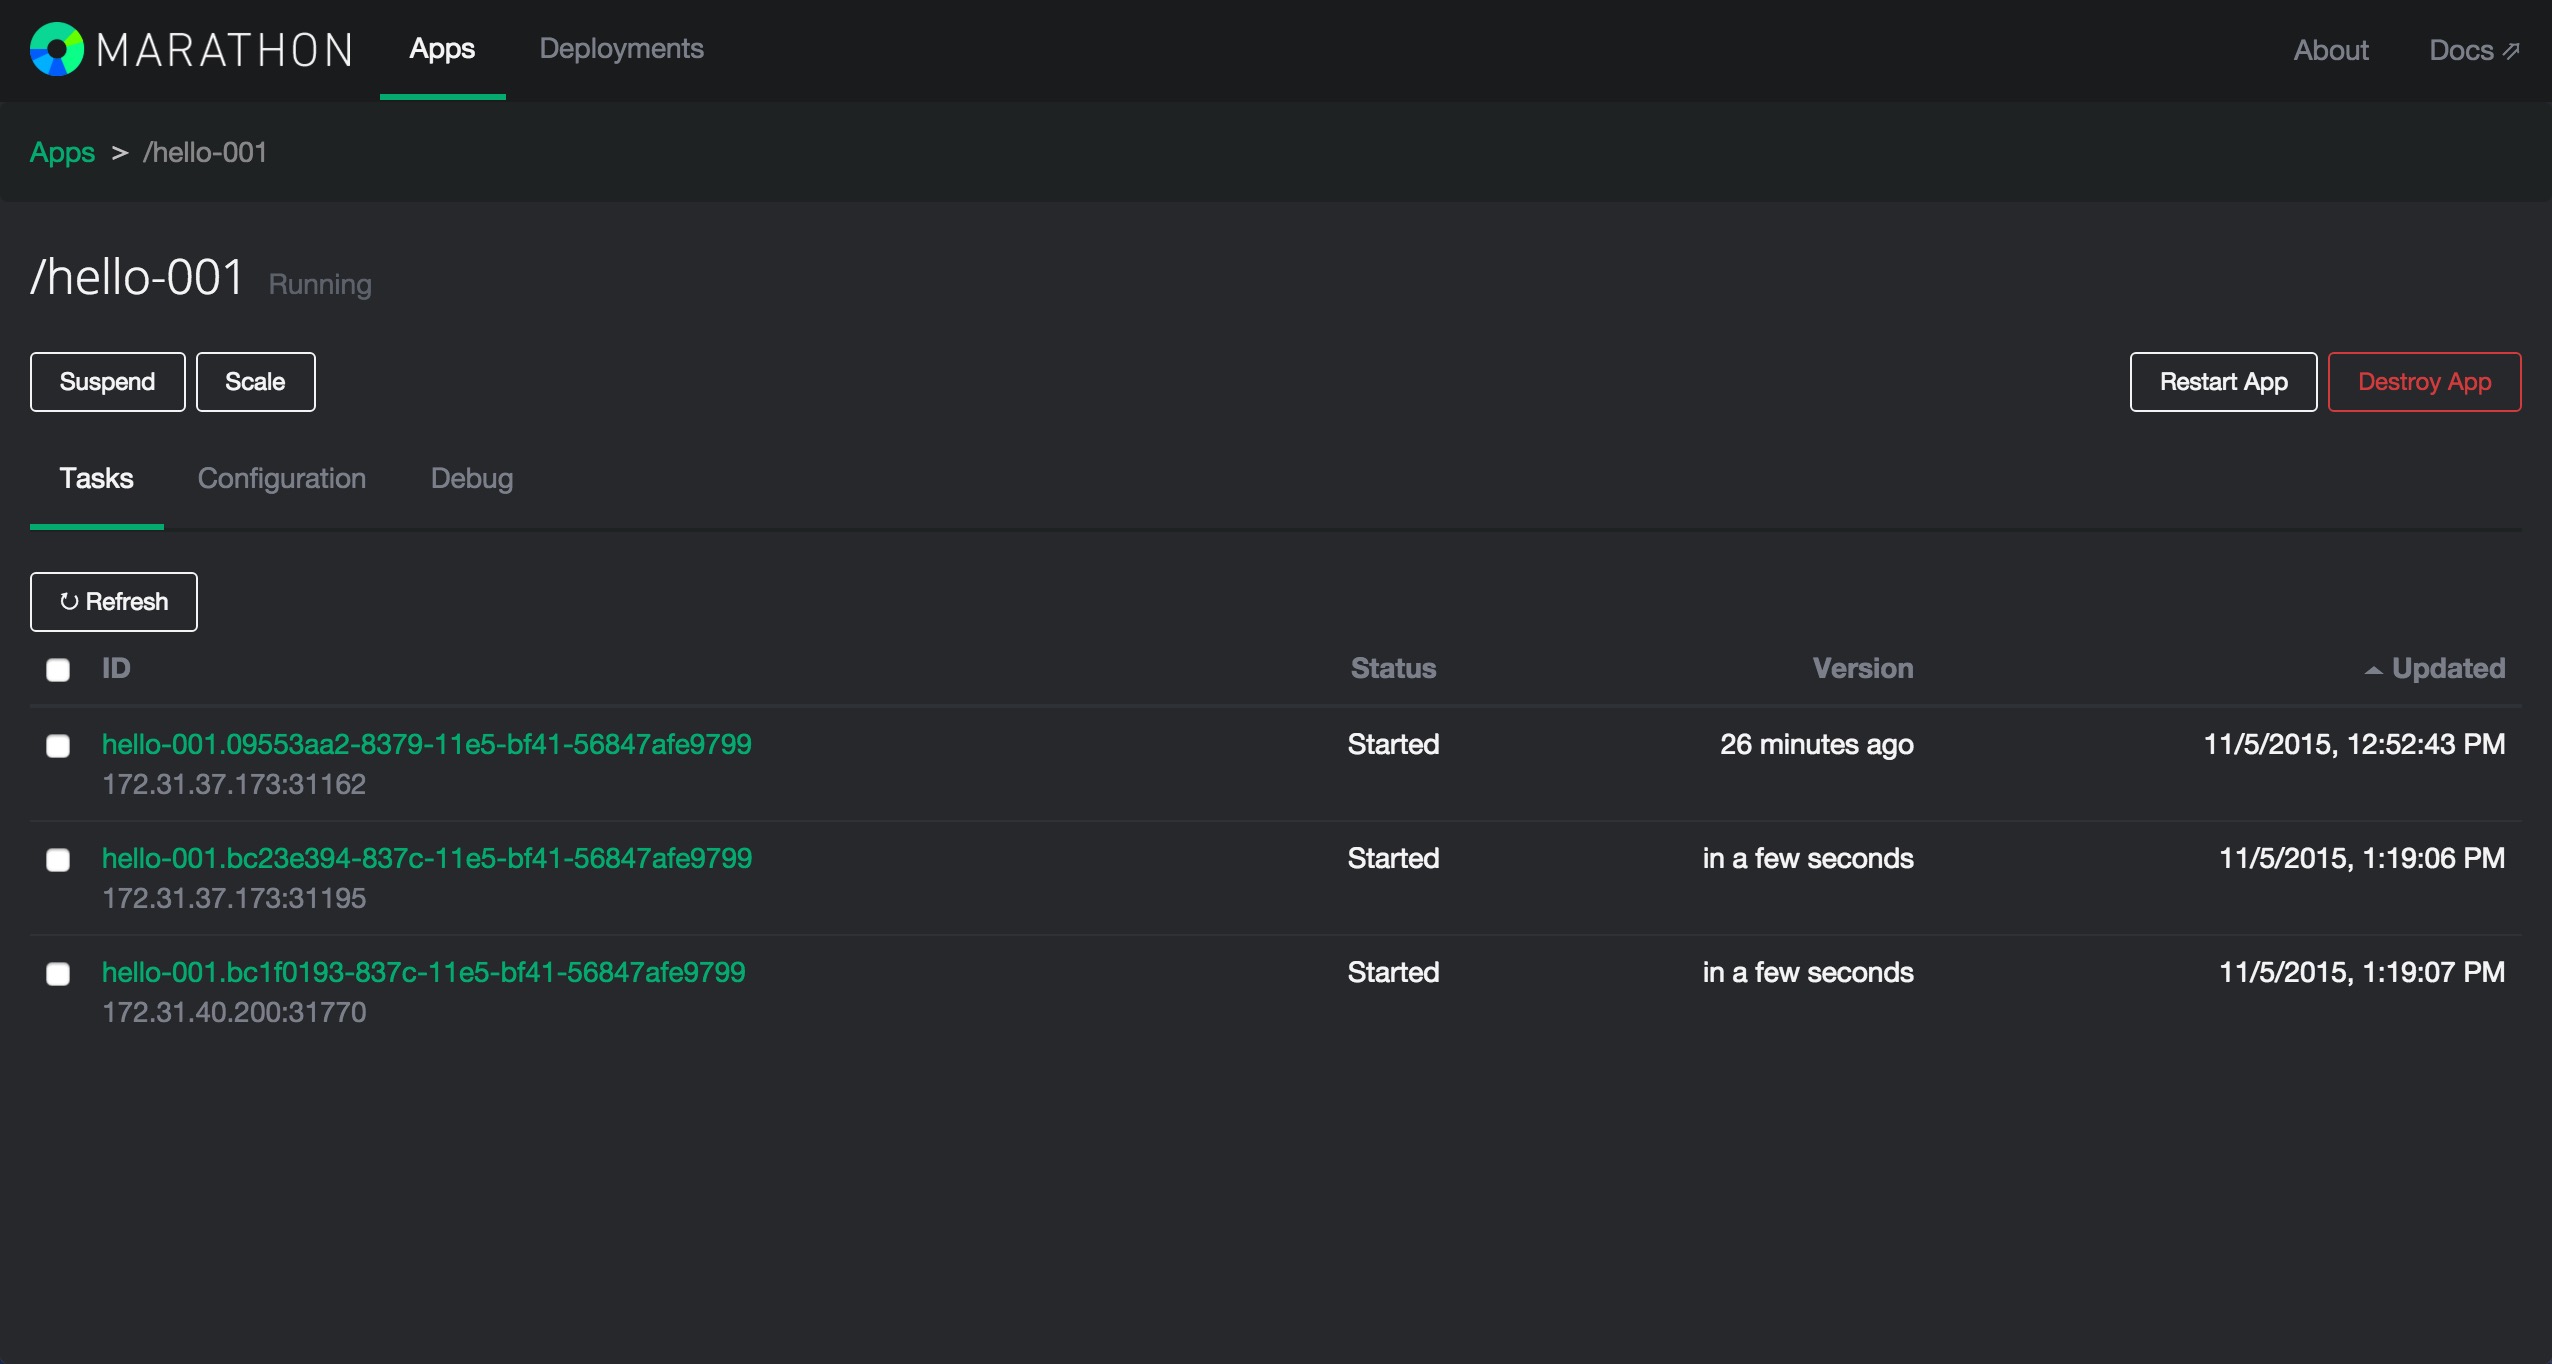 MARATHON Apps Deployments About Docs
Apps > /hello-001
/hello-001 Running
Suspend Scale Restart App Destroy App
Tasks Configuration Debug
Refresh
ID Status Version Updated
hello-001.09553aa2-8379-11e5-bf41-56847afe9799 Started 26 minutes ago 11/5/2015, 12:52:43 PM
172.31.37.173:31162
hello-001.bc23e394-837c-11e5-bf41-56847afe9799 Started in a few seconds 11/5/2015, 1:19:06 PM
172.31.37.173:31195
hello-001.bc1f0193-837c-11e5-bf41-56847afe9799 Started in a few seconds 11/5/2015, 1:19:07 PM
172.31.40.200:31770